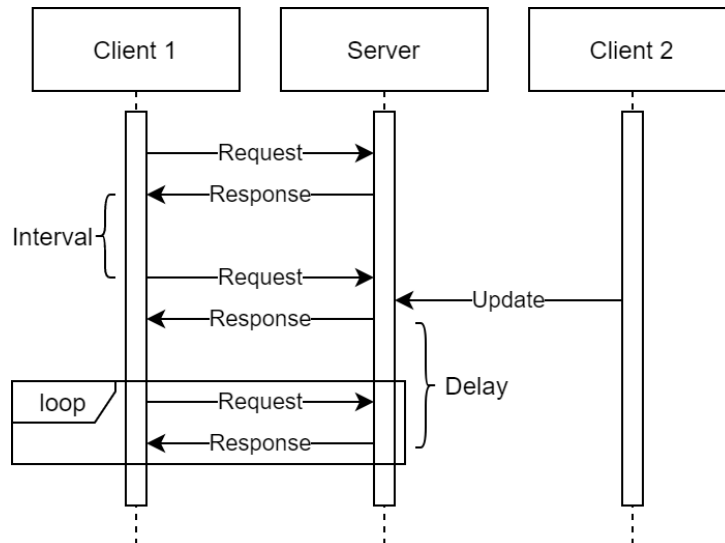 Client 1
Server
Client 2
Request
Response
Interval
Request
Update
Response
Delay
loop
Request
Response